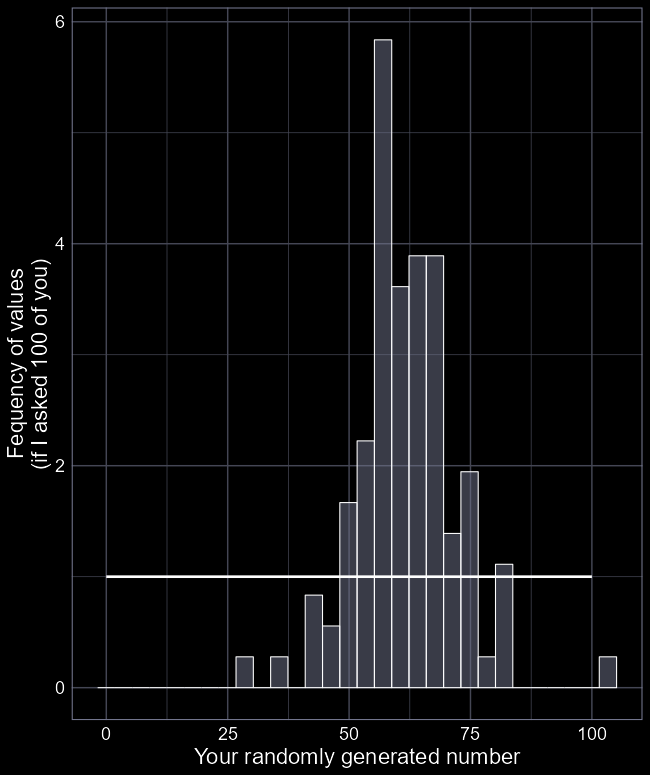 6
4
2
0
Fequency of values
(if I asked 100 of you)
0 25 50 75 100
Your randomly generated number